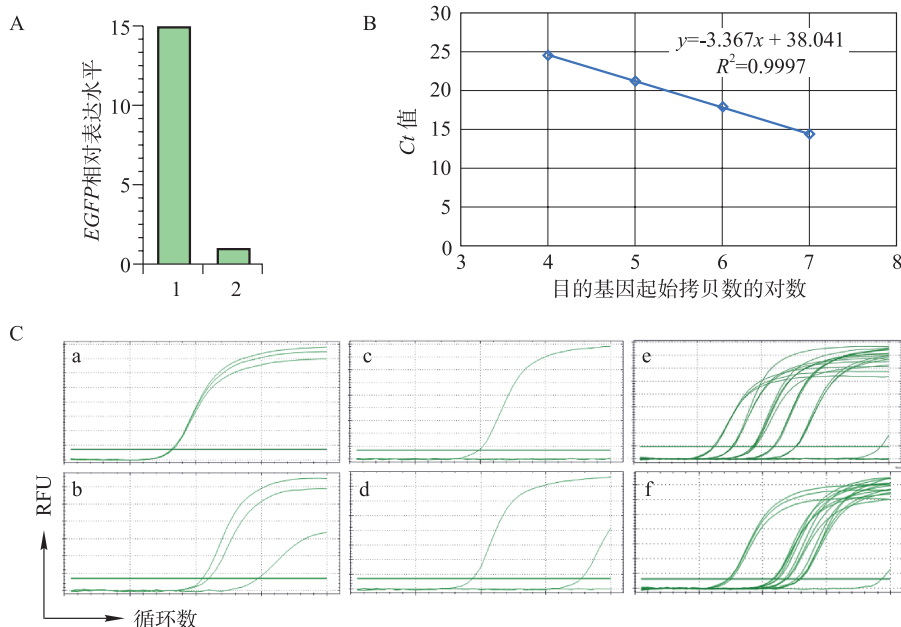 A
EGFP相对表达水平
15
10
5
0
1 2
B
Ct 值
30
25
20
15
10
5
0
y=-3.367x + 38.041
R²=0.9997
3 4 5 6 7 8
目的基因起始拷贝数的对数
C
a
c
e
b
d
f
RFU
循环数